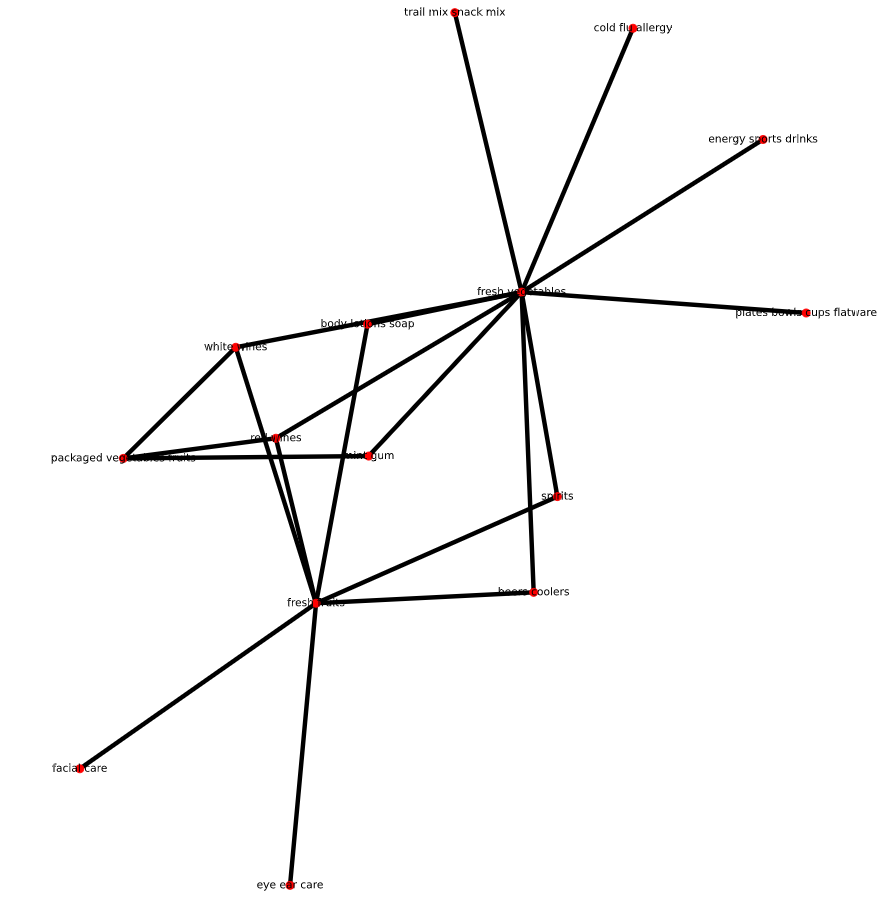 trail mix snack mix
cold flu allergy
energy sports drinks
fresh vegetables
plates bowls cups flatware
body lotions soap
white wines
red wines
mint gum
packaged vegetables fruits
spirits
beers coolers
fresh fruits
facial care
eye ear care